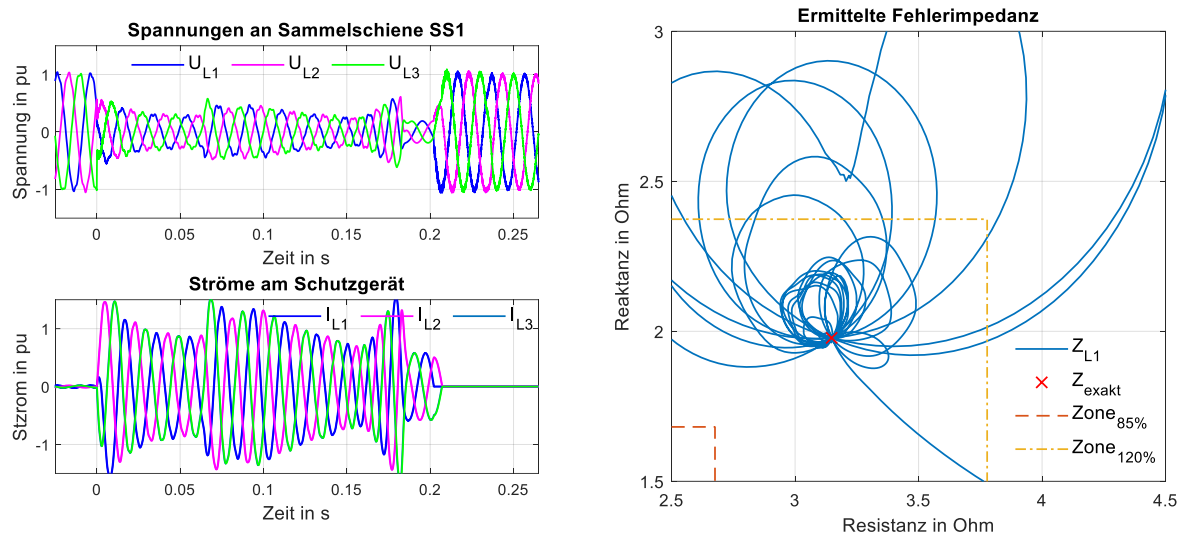 Spannungen an Sammelschiene SS1
U_L1 U_L2 U_L3
Spannung in pu
1
0
-1
0 0.05 0.1 0.15 0.2 0.25
Zeit in s
Ströme am Schutzgerät
I_L1 I_L2 I_L3
Stzrom in pu
1
0
-1
0 0.05 0.1 0.15 0.2 0.25
Zeit in s
Ermittelte Fehlerimpedanz
Reaktanz in Ohm
3
2.5
2
1.5
Z_L1
Z_exakt
Zone_85%
Zone_120%
2.5 3 3.5 4 4.5
Resistanz in Ohm